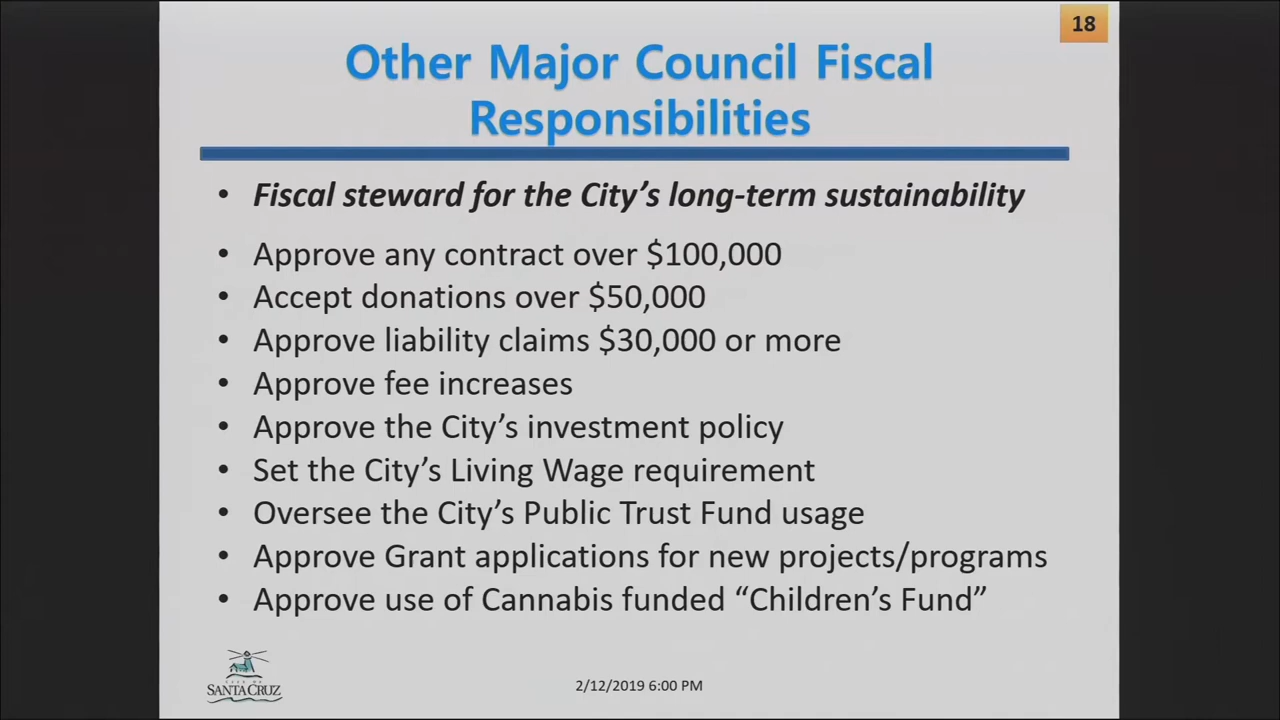 18
Other Major Council Fiscal
Responsibilities
• Fiscal steward for the City’s long-term sustainability
• Approve any contract over $100,000
• Accept donations over $50,000
• Approve liability claims $30,000 or more
• Approve fee increases
• Approve the City’s investment policy
• Set the City’s Living Wage requirement
• Oversee the City’s Public Trust Fund usage
• Approve Grant applications for new projects/programs
• Approve use of Cannabis funded “Children’s Fund”
CITY OF
SANTA CRUZ
2/12/2019 6:00 PM